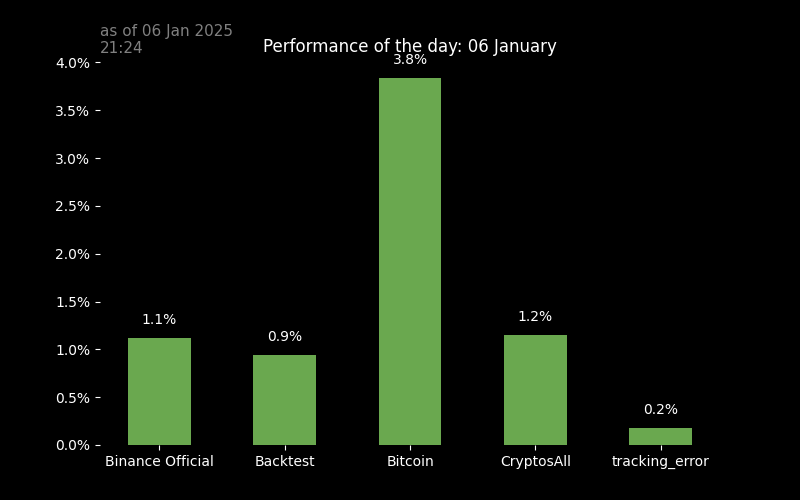 as of 06 Jan 2025
21:24
Performance of the day: 06 January
4.0%
3.5%
3.0%
2.5%
2.0%
1.5%
1.0%
0.5%
0.0%
1.1%
0.9%
3.8%
1.2%
0.2%
Binance Official
Backtest
Bitcoin
CryptosAll
tracking_error